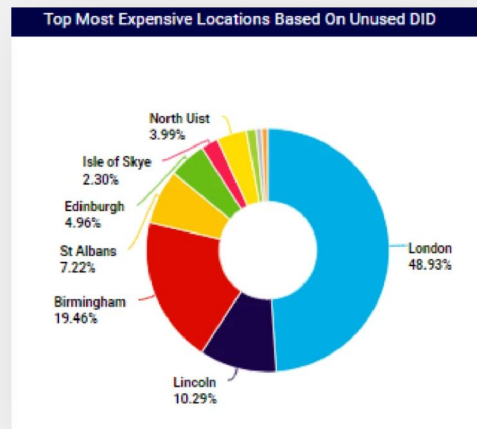 Top Most Expensive Locations Based On Unused DID
North Uist
3.99%
Isle of Skye
2.30%
Edinburgh
4.96%
St Albans
7.22%
Birmingham
19.46%
Lincoln
10.29%
London
48.93%